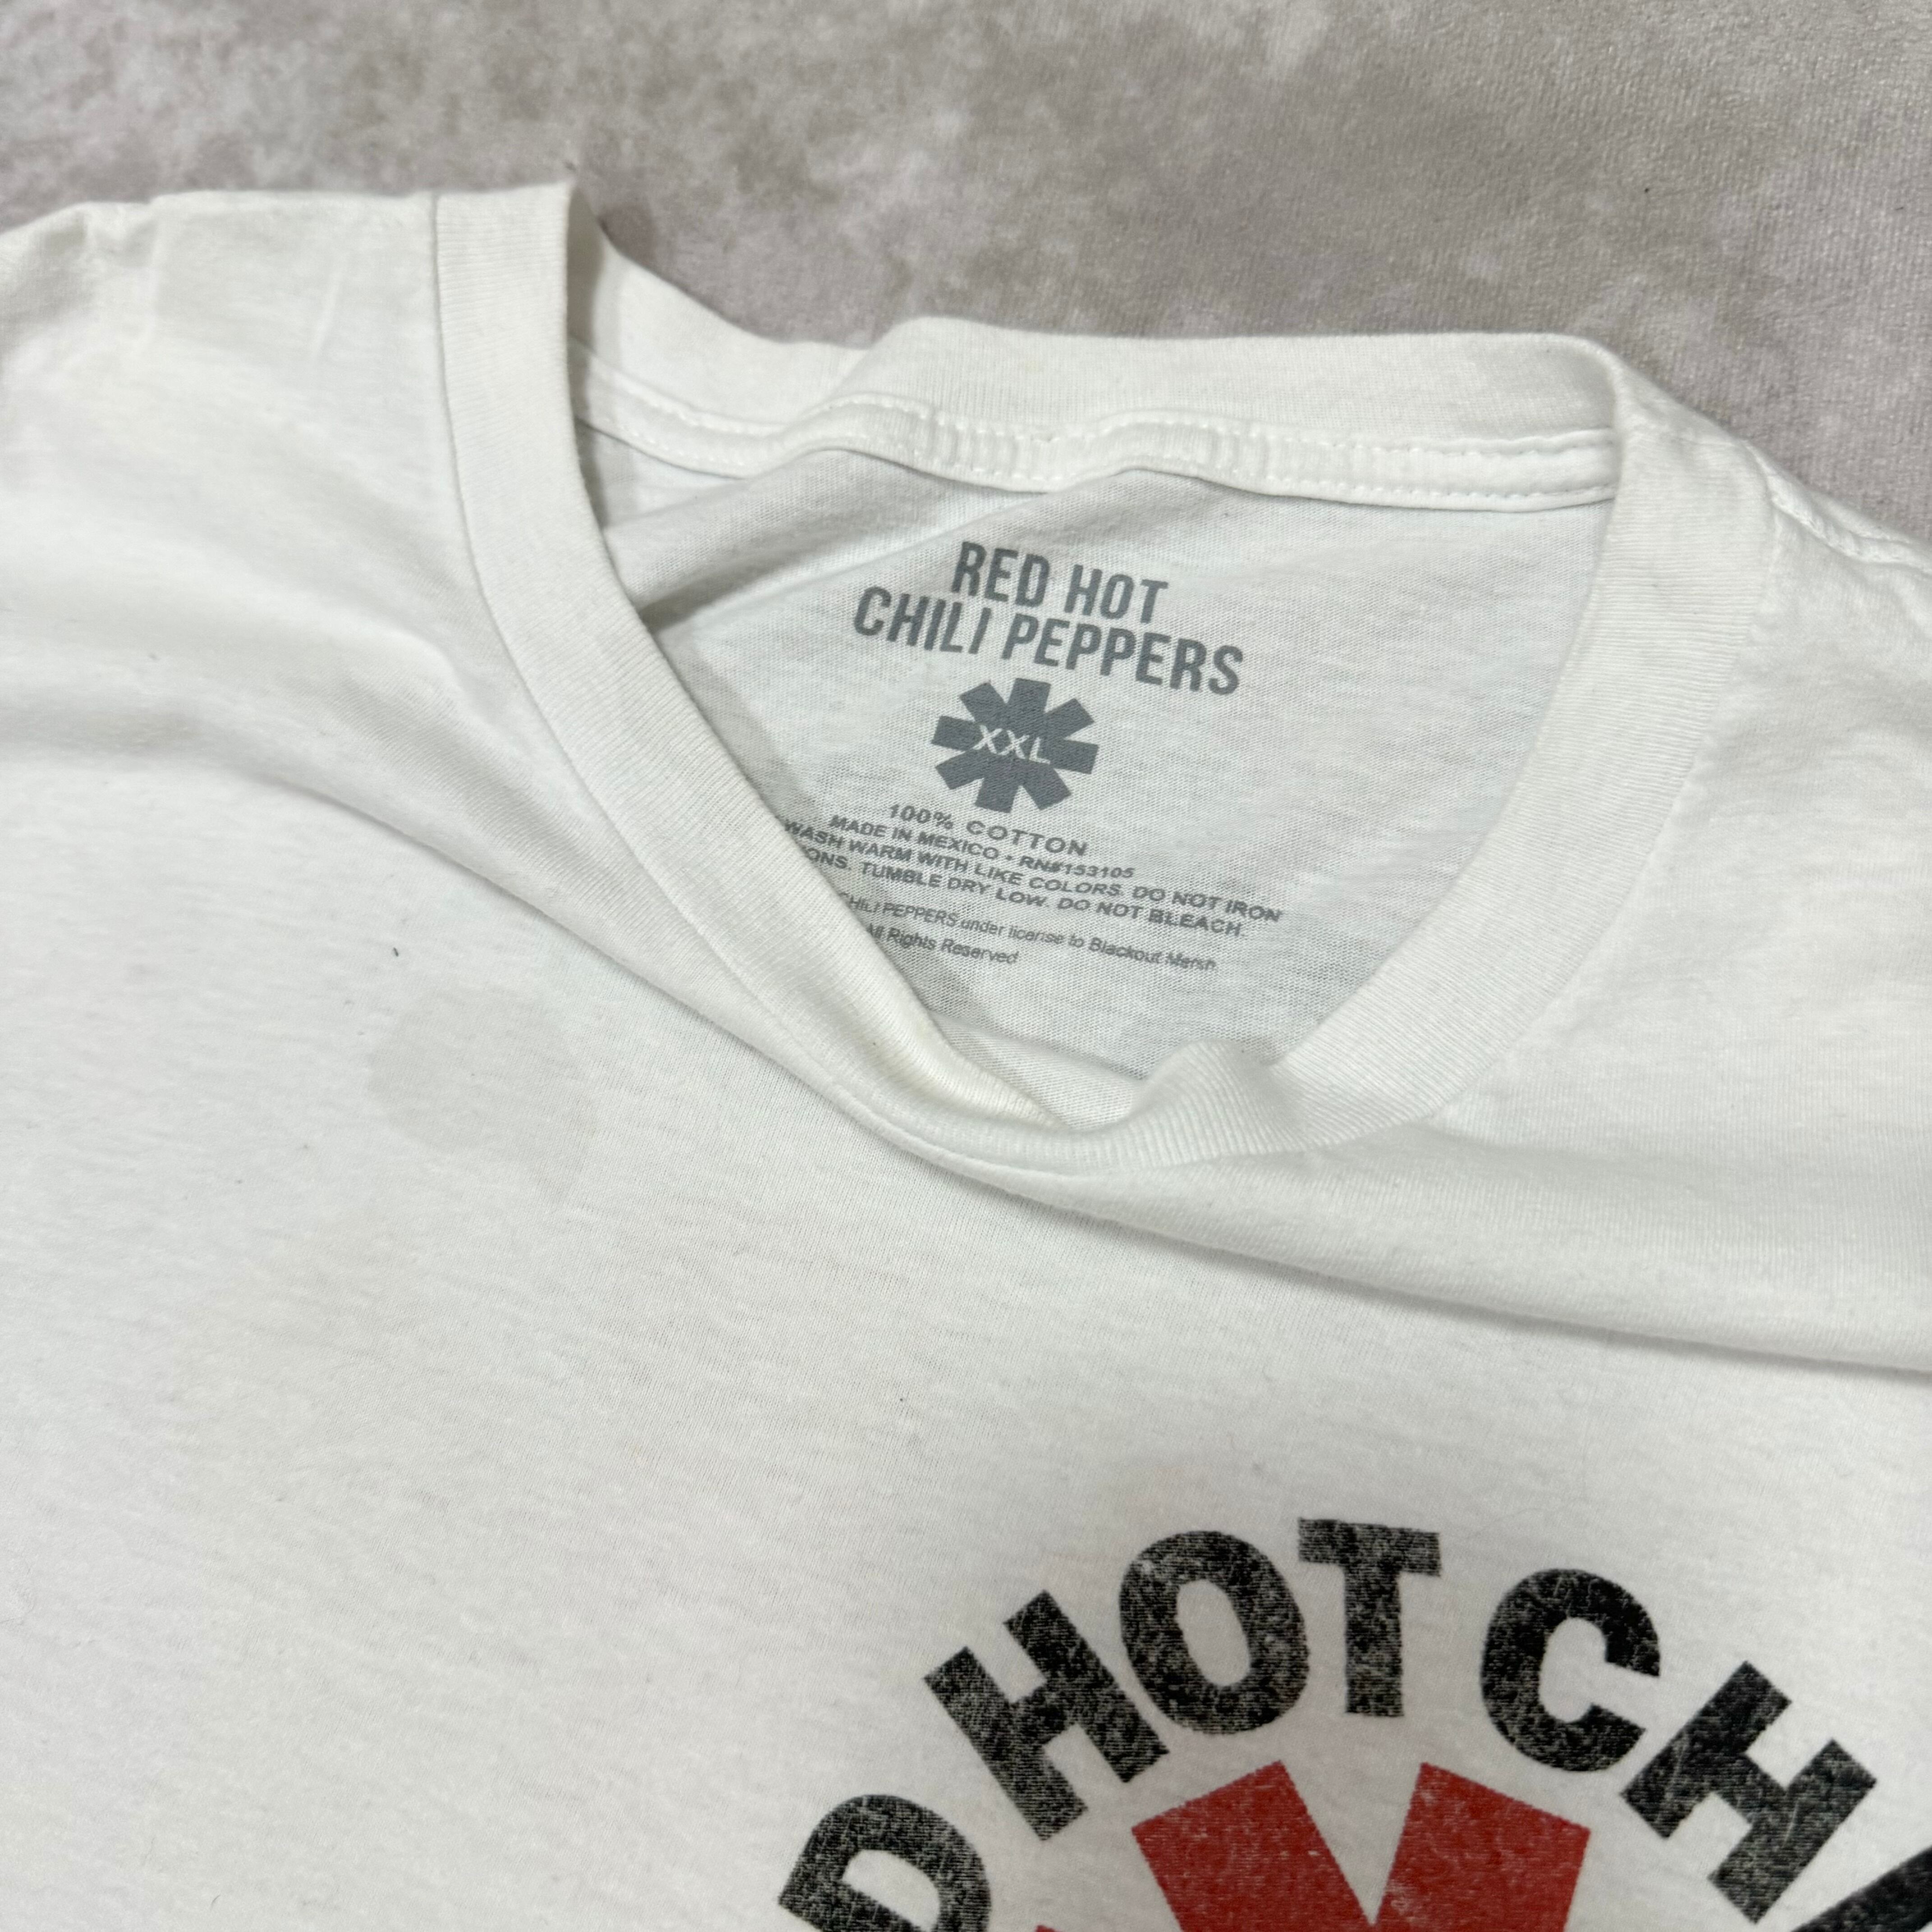 RED HOT
CHILI PEPPERS
XXL
100% COTTON
MADE IN MEXICO • RN#153105
WASH WARM WITH LIKE COLORS. DO NOT IRON
TUMBLE DRY LOW. DO NOT BLEACH.
CHILI PEPPERS under license to Blackout Merch
All Rights Reserved
D HOT CH